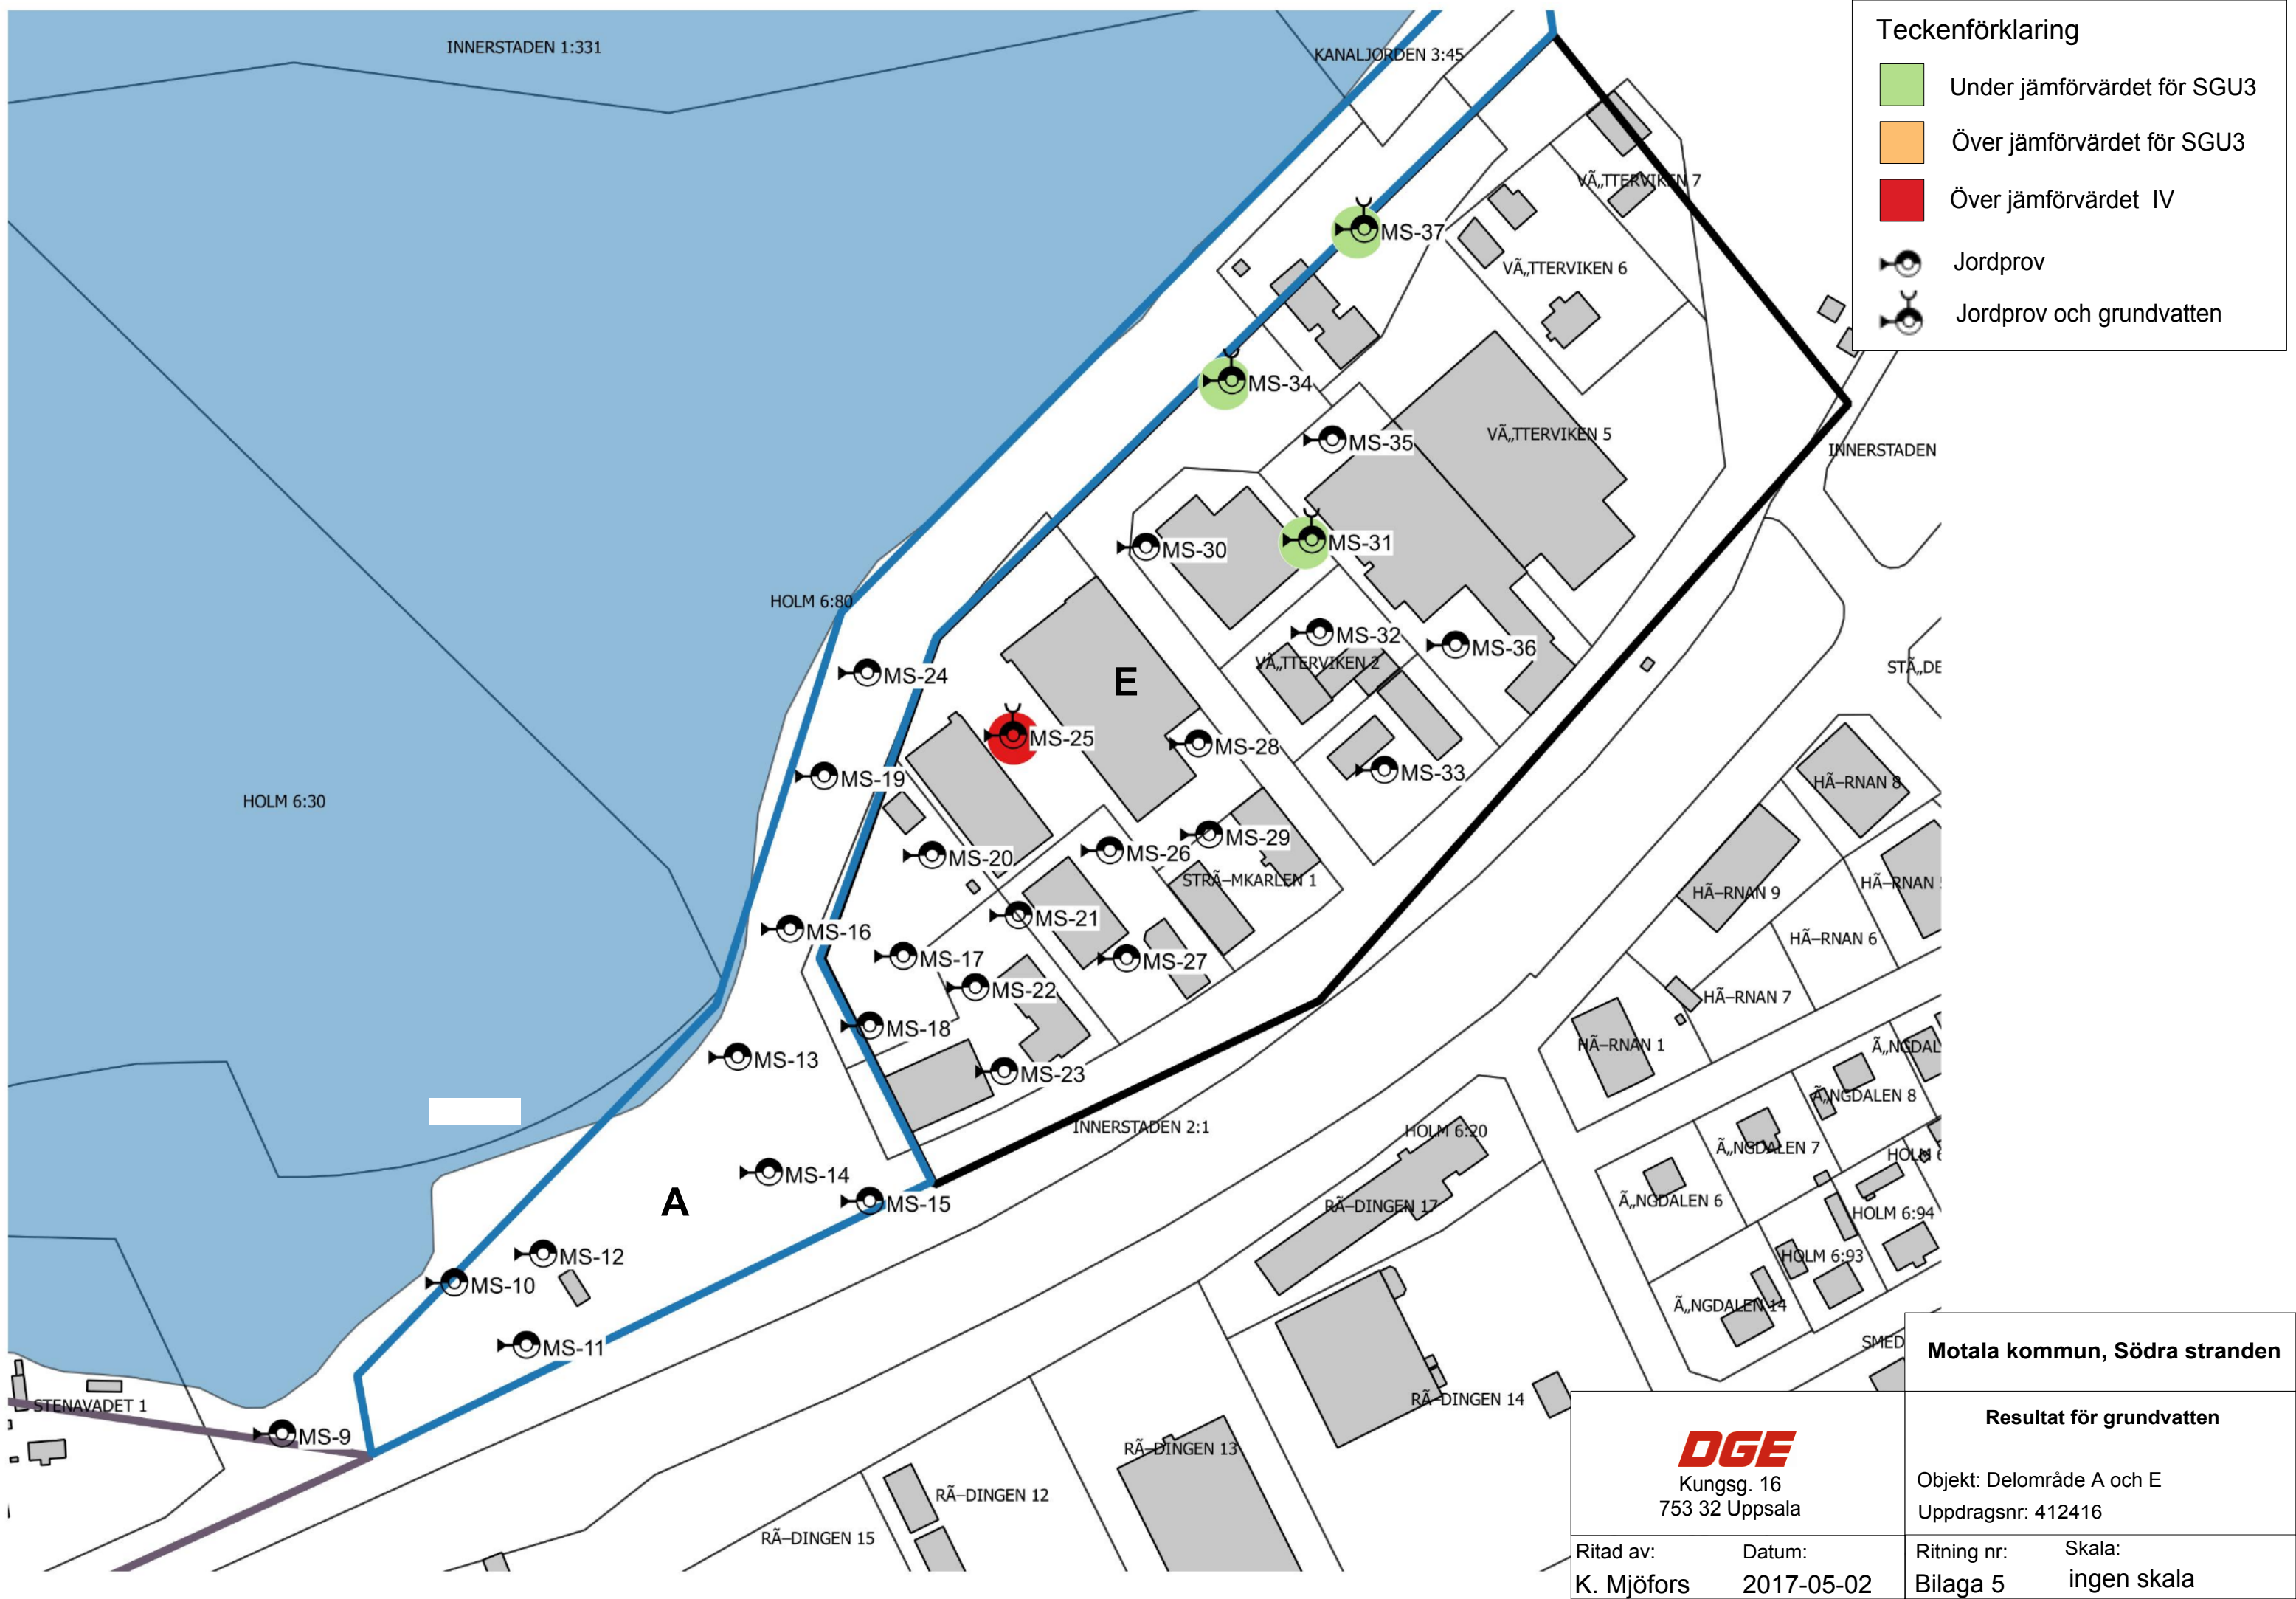 INNERSTADEN 1:331
KANALJORDEN 3:45
Teckenförklaring
Under jämförvärdet för SGU3
Över jämförvärdet för SGU3
Över jämförvärdet IV
Jordprov
Jordprov och grundvatten
VÃ„TTERVIKEN 7
MS-37
VÃ„TTERVIKEN 6
MS-34
MS-35
VÃ„TTERVIKEN 5
INNERSTADEN
MS-30
MS-31
HOLM 6:80
MS-32
MS-36
VÃ„TTERVIKEN 2
STÃ„DE
MS-24
E
MS-25
MS-28
MS-33
MS-19
HOLM 6:30
HÃ–RNAN 8
MS-29
MS-26
MS-20
STRÃ–MKARLEN 1
HÃ–RNAN 9
HÃ–RNAN
MS-21
MS-16
HÃ–RNAN 6
MS-17
MS-27
MS-22
HÃ–RNAN 7
MS-18
HÃ–RNAN 1
Ã„NGDAL
MS-13
MS-23
Ã„NGDALEN 8
INNERSTADEN 2:1
HOLM 6:20
Ã„NGDALEN 7
HOLM 6
MS-14
A
MS-15
RÃ–DINGEN 17
Ã„NGDALEN 6
HOLM 6:94
MS-12
HOLM 6:93
MS-10
Ã„NGDALEN 14
MS-11
SMED
STENAVADET 1
RÃ–DINGEN 14
MS-9
RÃ–DINGEN 13
RÃ–DINGEN 12
RÃ–DINGEN 15
Motala kommun, Södra stranden
DGE
Kungsg. 16
753 32 Uppsala
Resultat för grundvatten
Objekt: Delområde A och E
Uppdragsnr: 412416
Ritad av:
K. Mjöfors
Datum:
2017-05-02
Ritning nr:
Bilaga 5
Skala:
ingen skala